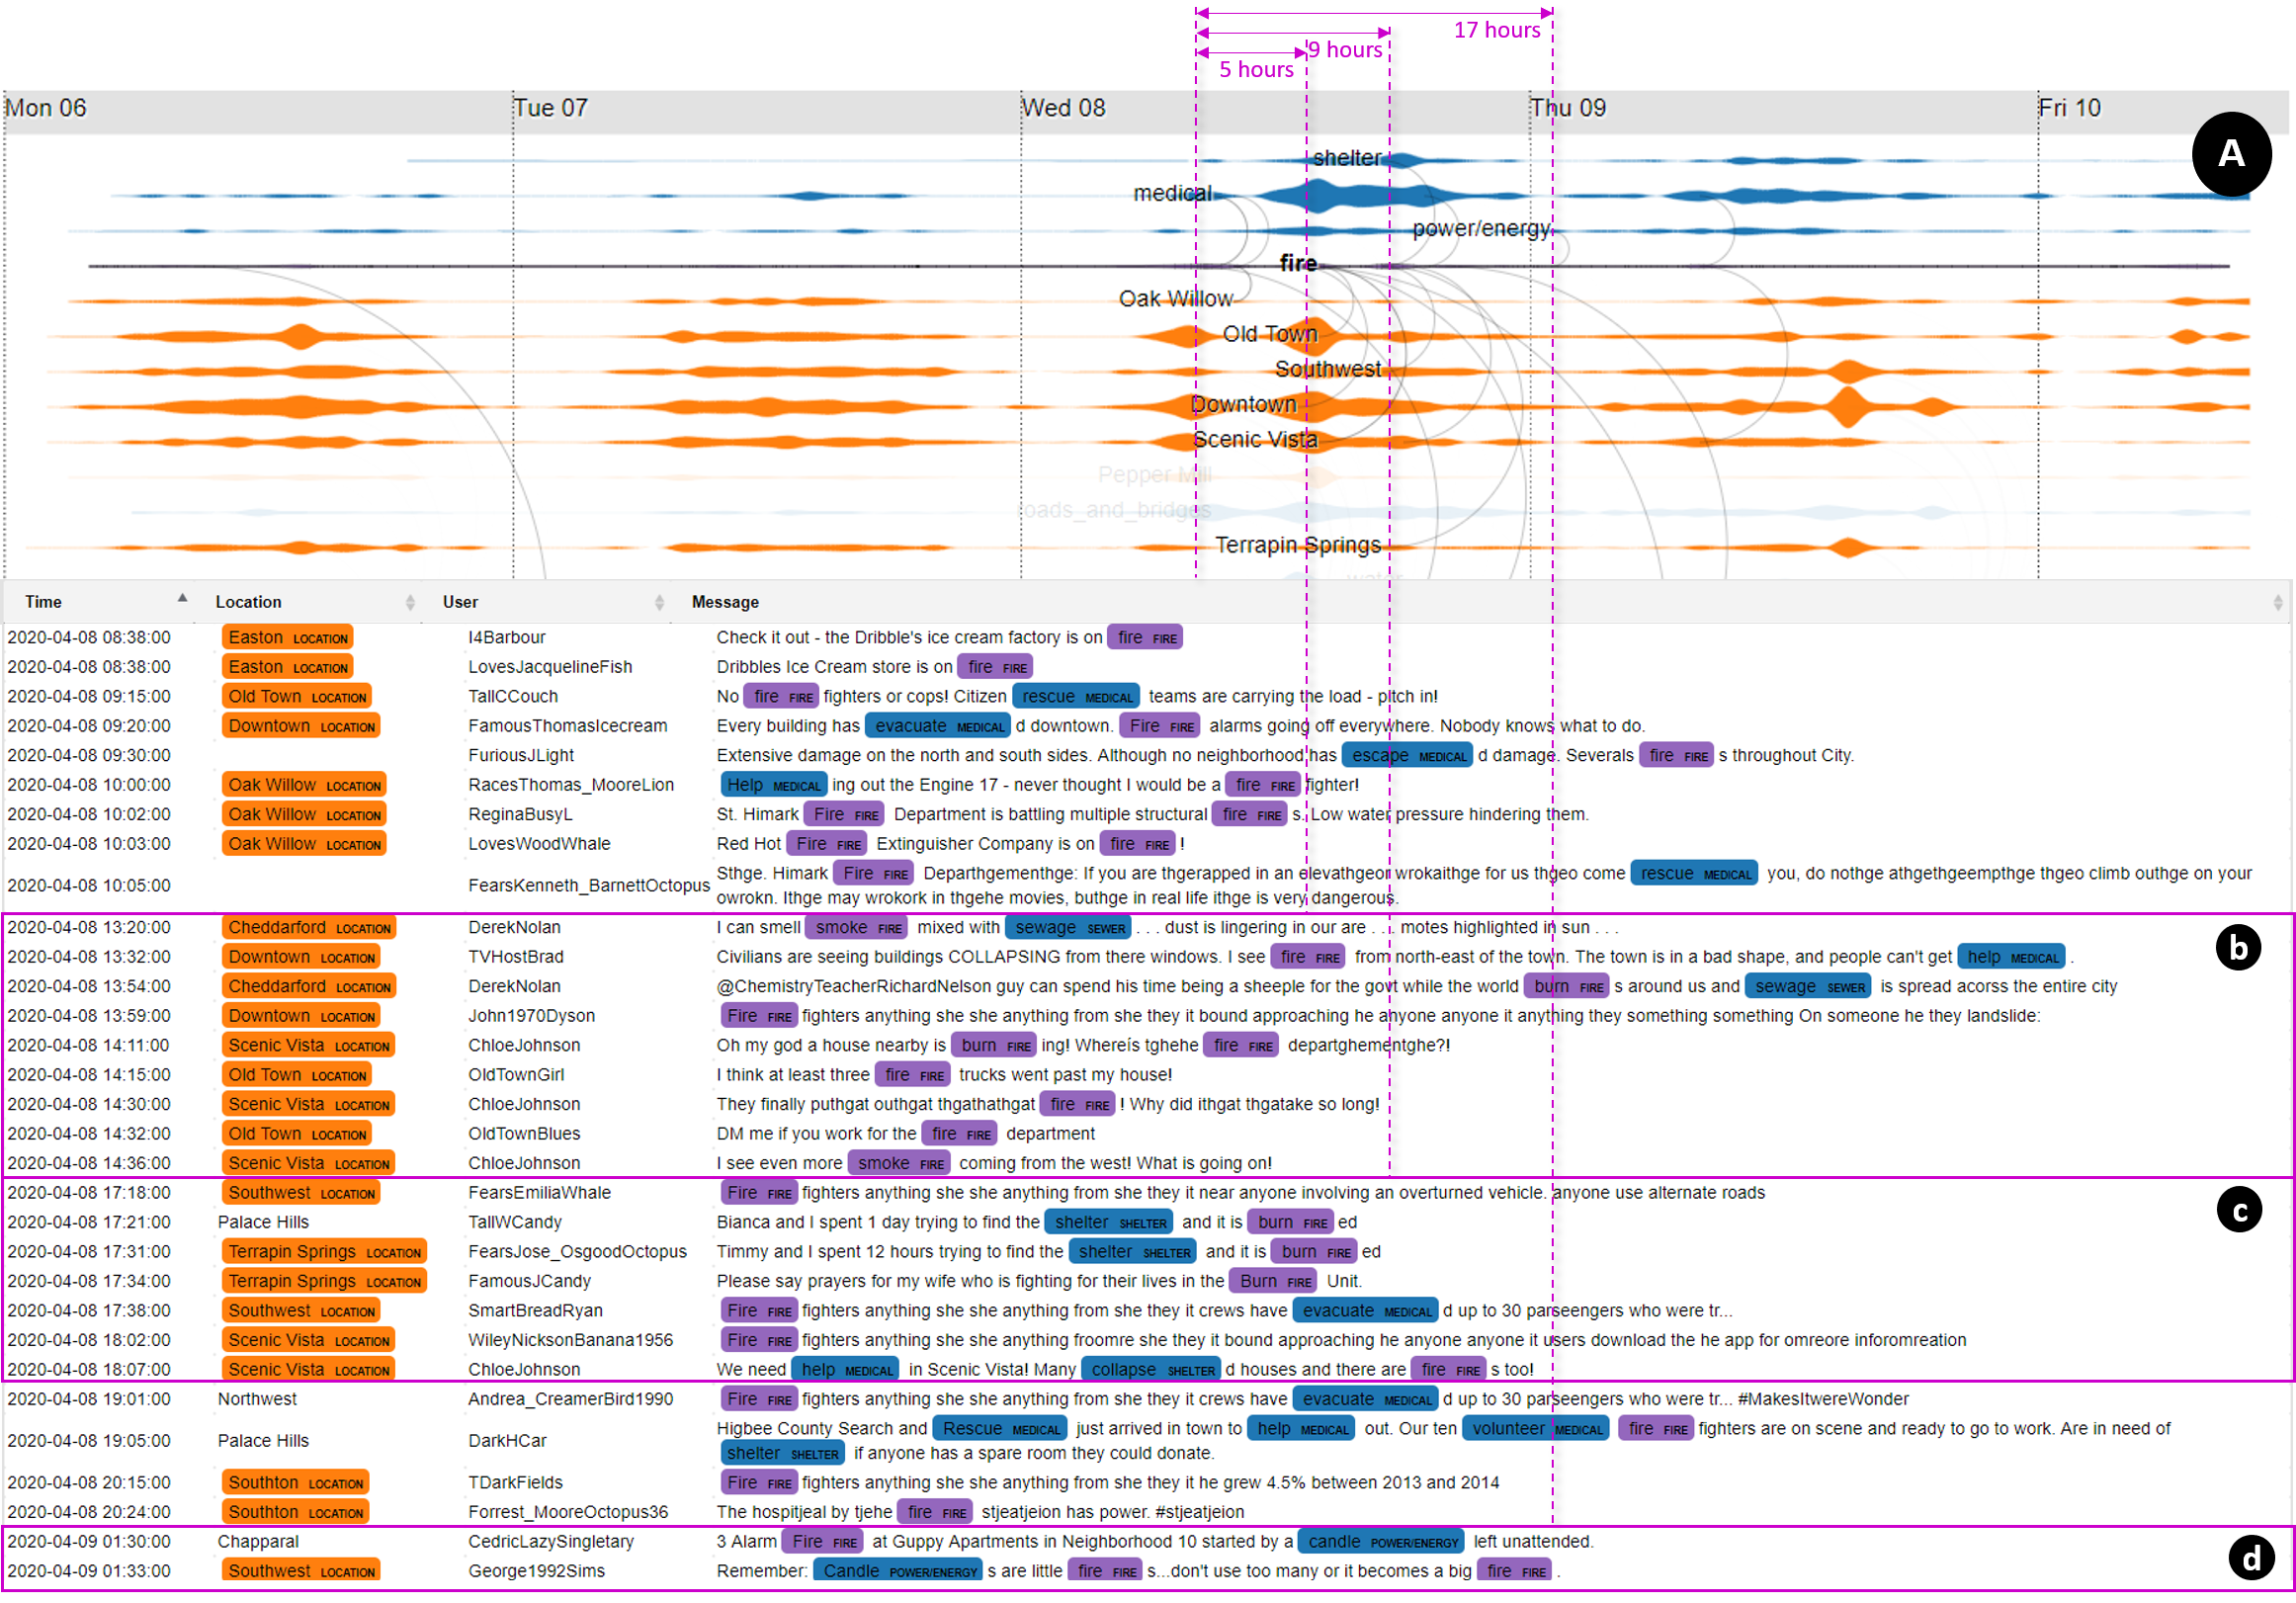 17 hours
9 hours
5 hours
Mon 06 Tue 07 Wed 08 Thu 09 Fri 10
A
shelter
medical
power/energy
fire
Oak Willow
Old Town
Southwest
Downtown
Scenic Vista
Pepper Mill
roads_and_bridges
Terrapin Springs
water
Time Location User Message
2020-04-08 08:38:00 Easton LOCATION I4Barbour Check it out - the Dribble's ice cream factory is on fire FIRE
2020-04-08 08:38:00 Easton LOCATION LovesJacquelineFish Dribbles Ice Cream store is on fire FIRE
2020-04-08 09:15:00 Old Town LOCATION TallCCouch No fire FIRE fighters or cops! Citizen rescue MEDICAL teams are carrying the load - pitch in!
2020-04-08 09:20:00 Downtown LOCATION FamousThomasIcecream Every building has evacuate MEDICAL d downtown. Fire FIRE alarms going off everywhere. Nobody knows what to do.
2020-04-08 09:30:00 FuriousJLight Extensive damage on the north and south sides. Although no neighborhood has escape MEDICAL d damage. Severals fire FIRE s throughout City.
2020-04-08 10:00:00 Oak Willow LOCATION RacesThomas_MooreLion Help MEDICAL ing out the Engine 17 - never thought I would be a fire FIRE fighter!
2020-04-08 10:02:00 Oak Willow LOCATION ReginaBusyL St. Himark Fire FIRE Department is battling multiple structural fire FIRE s. Low water pressure hindering them.
2020-04-08 10:03:00 Oak Willow LOCATION LovesWoodWhale Red Hot Fire FIRE Extinguisher Company is on fire FIRE !
2020-04-08 10:05:00 FearsKenneth_BarnettOctopus Sthge. Himark Fire FIRE Departhgementhge: If you are thgerapped in an elevathgeor wrokaithge for us thgeo come rescue MEDICAL you, do nothge athgethgeempthge thgeo climb outhge on your
owrokn. Ithge may wrokork in thgehe movies, buthge in real life ithge is very dangerous.
2020-04-08 13:20:00 Cheddarford LOCATION DerekNolan I can smell smoke FIRE mixed with sewage SEWER . . . dust is lingering in our are . . . motes highlighted in sun . . .
b
2020-04-08 13:32:00 Downtown LOCATION TVHostBrad Civilians are seeing buildings COLLAPSING from there windows. I see fire FIRE from north-east of the town. The town is in a bad shape, and people can't get help MEDICAL .
2020-04-08 13:54:00 Cheddarford LOCATION DerekNolan @ChemistryTeacherRichardNelson guy can spend his time being a sheeple for the govt while the world burn FIRE s around us and sewage SEWER is spread acorss the entire city
2020-04-08 13:59:00 Downtown LOCATION John1970Dyson Fire FIRE fighters anything she she anything from she they it bound approaching he anyone anyone it anything they something something On someone he they landslide:
2020-04-08 14:11:00 Scenic Vista LOCATION ChloeJohnson Oh my god a house nearby is burn FIRE ing! Whereís tghehe fire FIRE departghementghe?!
2020-04-08 14:15:00 Old Town LOCATION OldTownGirl I think at least three fire FIRE trucks went past my house!
2020-04-08 14:30:00 Scenic Vista LOCATION ChloeJohnson They finally puthgat outhgat thgathathgat fire FIRE ! Why did ithgat thgatake so long!
2020-04-08 14:32:00 Old Town LOCATION OldTownBlues DM me if you work for the fire FIRE department
2020-04-08 14:36:00 Scenic Vista LOCATION ChloeJohnson I see even more smoke FIRE coming from the west! What is going on!
2020-04-08 17:18:00 Southwest LOCATION FearsEmiliaWhale Fire FIRE fighters anything she she anything from she they it near anyone involving an overturned vehicle. anyone use alternate roads
c
2020-04-08 17:21:00 Palace Hills TallWCandy Bianca and I spent 1 day trying to find the shelter SHELTER and it is burn FIRE ed
2020-04-08 17:31:00 Terrapin Springs LOCATION FearsJose_OsgoodOctopus Timmy and I spent 12 hours trying to find the shelter SHELTER and it is burn FIRE ed
2020-04-08 17:34:00 Terrapin Springs LOCATION FamousJCandy Please say prayers for my wife who is fighting for their lives in the Burn FIRE Unit.
2020-04-08 17:38:00 Southwest LOCATION SmartBreadRyan Fire FIRE fighters anything she she anything from she they it crews have evacuate MEDICAL d up to 30 parseengers who were tr...
2020-04-08 18:02:00 Scenic Vista LOCATION WileyNicksonBanana1956 Fire FIRE fighters anything she she anything froomre she they it bound approaching he anyone anyone it users download the he app for omreore inforomreation
2020-04-08 18:07:00 Scenic Vista LOCATION ChloeJohnson We need help MEDICAL in Scenic Vista! Many collapse SHELTER d houses and there are fire FIRE s too!
2020-04-08 19:01:00 Northwest Andrea_CreamerBird1990 Fire FIRE fighters anything she she anything from she they it crews have evacuate MEDICAL d up to 30 parseengers who were tr... #MakesItwereWonder
2020-04-08 19:05:00 Palace Hills DarkHCar Higbee County Search and Rescue MEDICAL just arrived in town to help MEDICAL out. Our ten volunteer MEDICAL fire FIRE fighters are on scene and ready to go to work. Are in need of
shelter SHELTER if anyone has a spare room they could donate.
2020-04-08 20:15:00 Southton LOCATION TDarkFields Fire FIRE fighters anything she she anything from she they it he grew 4.5% between 2013 and 2014
2020-04-08 20:24:00 Southton LOCATION Forrest_MooreOctopus36 The hospitjeal by tjehe fire FIRE stjeatjeion has power. #stjeatjeion
2020-04-09 01:30:00 Chapparal CedricLazySingletary 3 Alarm Fire FIRE at Guppy Apartments in Neighborhood 10 started by a candle POWER/ENERGY left unattended.
d
2020-04-09 01:33:00 Southwest LOCATION George1992Sims Remember: Candle POWER/ENERGY s are little fire FIRE s...don't use too many or it becomes a big fire FIRE .